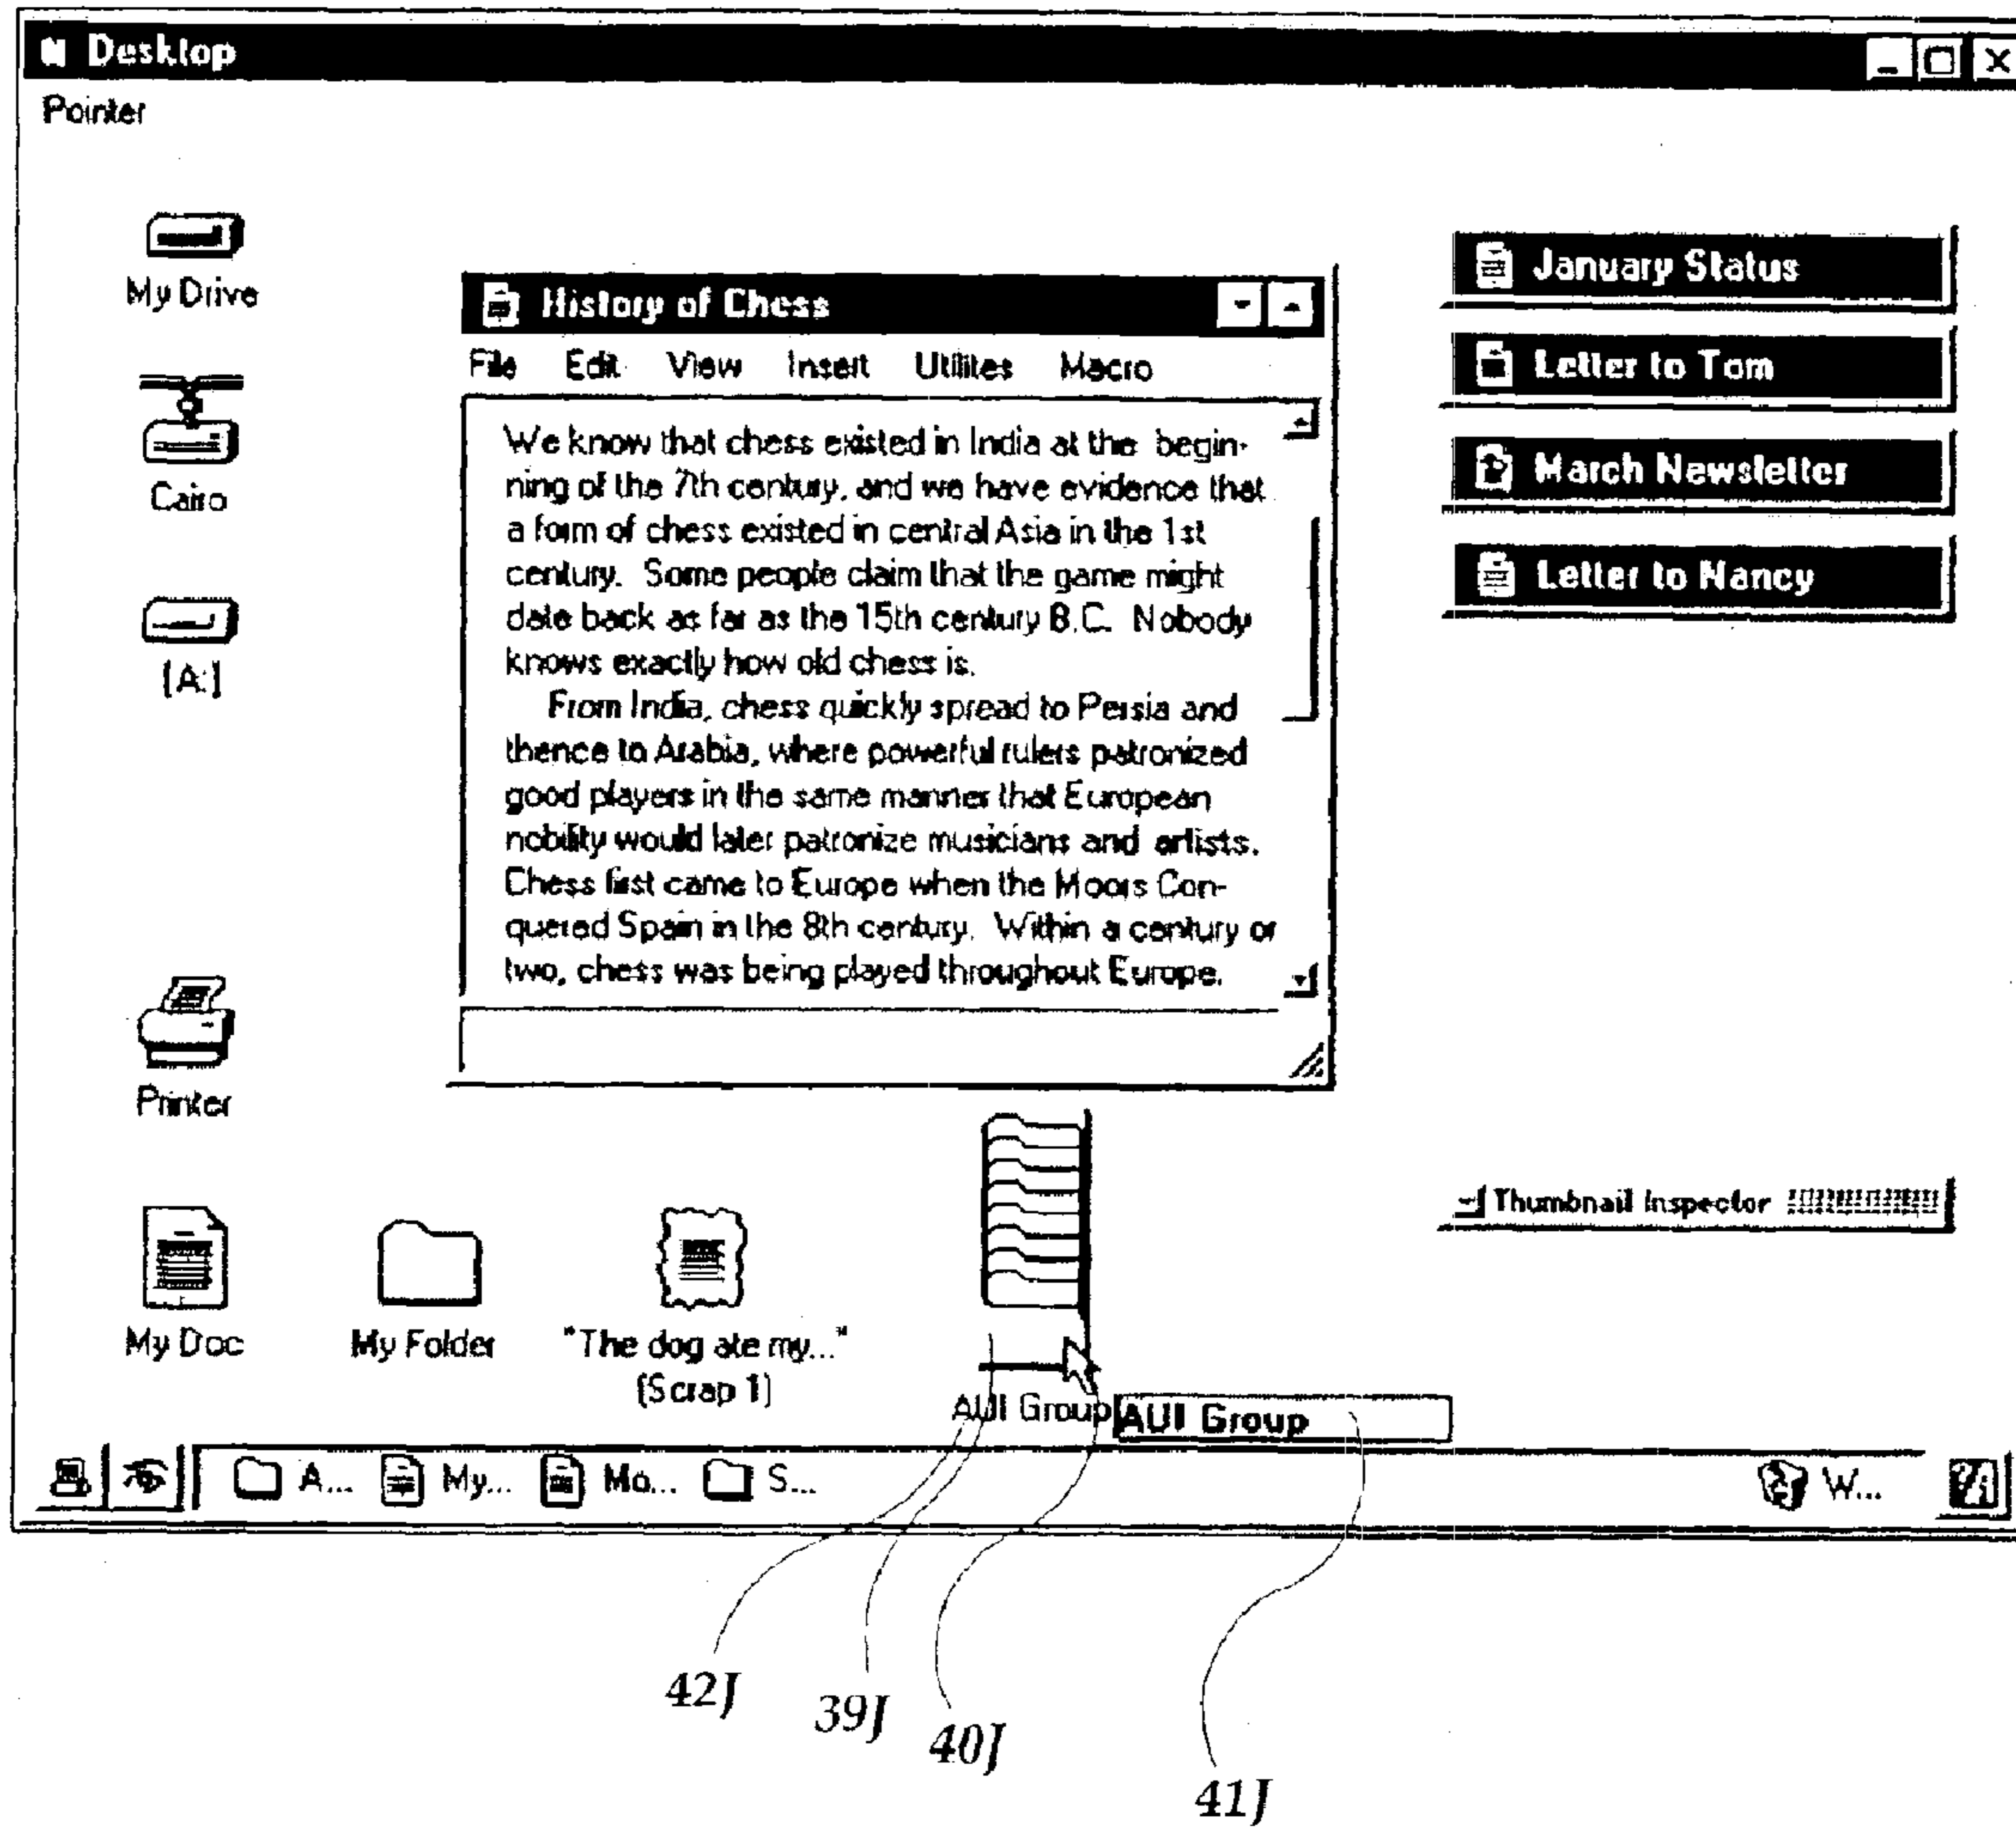 Desktop
Pointer
My Drive
Cairo
[A:]
Printer
My Doc
My Folder
"The dog ate my..."
(Scrap 1)
History of Chess
File Edit View Insert Utilites Macro
We know that chess existed in India at the begin-
ning of the 7th century, and we have evidence that
a form of chess existed in central Asia in the 1st
century. Some people claim that the game might
date back as far as the 15th century B.C. Nobody
knows exactly how old chess is.
From India, chess quickly spread to Persia and
thence to Arabia, where powerful rulers patronized
good players in the same manner that European
nobility would later patronize musicians and artists.
Chess first came to Europe when the Moors Con-
quered Spain in the 8th century. Within a century or
two, chess was being played throughout Europe.
January Status
Letter to Tom
March Newsletter
Letter to Nancy
Thumbnail Inspector
AUI Group
AUI Group
A... My... Mo... S... W...
42J
39J
40J
41J